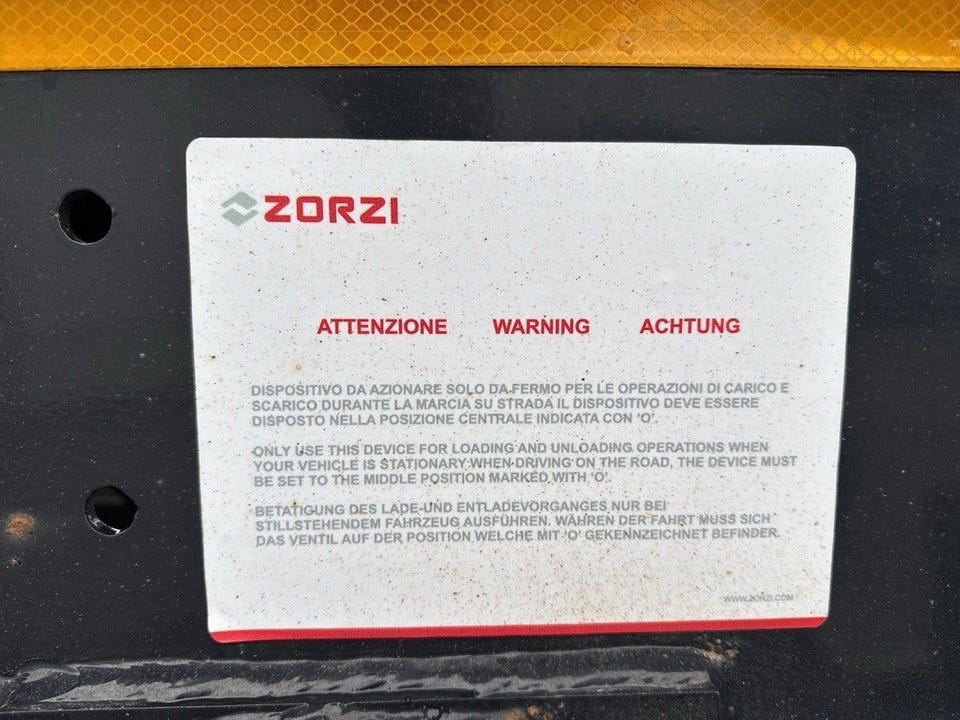 ZORZI
ATTENZIONE WARNING ACHTUNG
DISPOSITIVO DA AZIONARE SOLO DA FERMO PER LE OPERAZIONI DI CARICO E
SCARICO DURANTE LA MARCIA SU STRADA IL DISPOSITIVO DEVE ESSERE
DISPOSTO NELLA POSIZIONE CENTRALE INDICATA CON 'O'.
ONLY USE THIS DEVICE FOR LOADING AND UNLOADING OPERATIONS WHEN
YOUR VEHICLE IS STATIONARY WHEN DRIVING ON THE ROAD, THE DEVICE MUST
BE SET TO THE MIDDLE POSITION MARKED WITH 'O'.
BETATIGUNG DES LADE-UND ENTLADEVORGANGES NUR BEI
STILLSTEHENDEM FAHRZEUG AUSFÜHREN. WÄHREN DER FAHRT MUSS SICH
DAS VENTIL AUF DER POSITION WELCHE MIT 'O' GEKENNZEICHNET BEFINDER.
WWW.ZORZI.COM